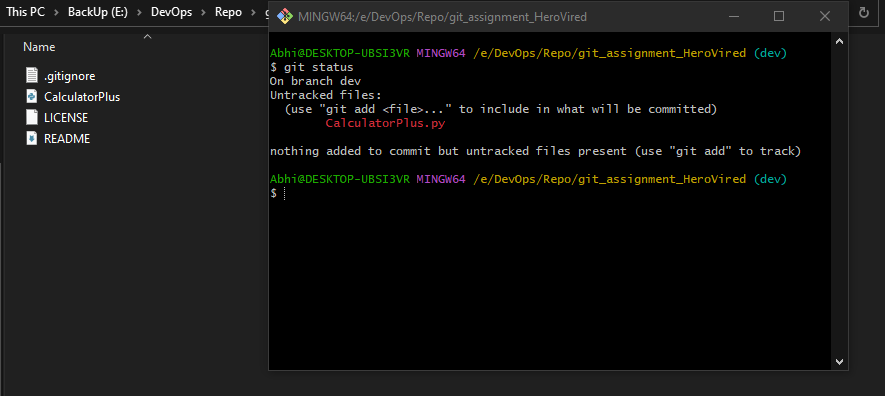 This PC > BackUp (E:) > DevOps > Repo >
Name
.gitignore
CalculatorPlus
LICENSE
README
MINGW64:/e/DevOps/Repo/git_assignment_HeroVired
Abhi@DESKTOP-UBSI3VR MINGW64 /e/DevOps/Repo/git_assignment_HeroVired (dev)
$ git status
On branch dev
Untracked files:
(use "git add <file>..." to include in what will be committed)
CalculatorPlus.py
nothing added to commit but untracked files present (use "git add" to track)
Abhi@DESKTOP-UBSI3VR MINGW64 /e/DevOps/Repo/git_assignment_HeroVired (dev)
$